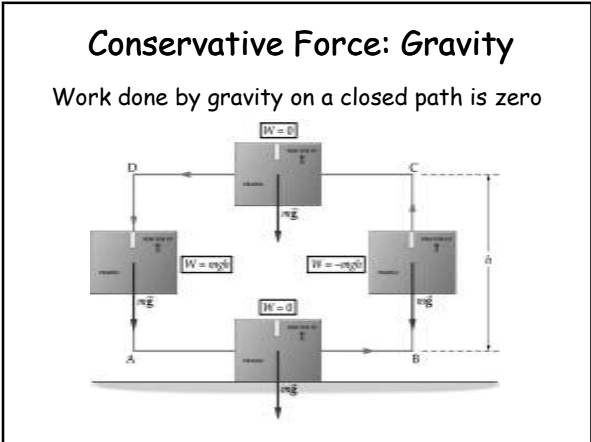 Conservative Force: Gravity
Work done by gravity on a closed path is zero
W = 0
D
C
mg
W = mgh
W = −mgh
h
mg
mg
W = 0
A
B
mg